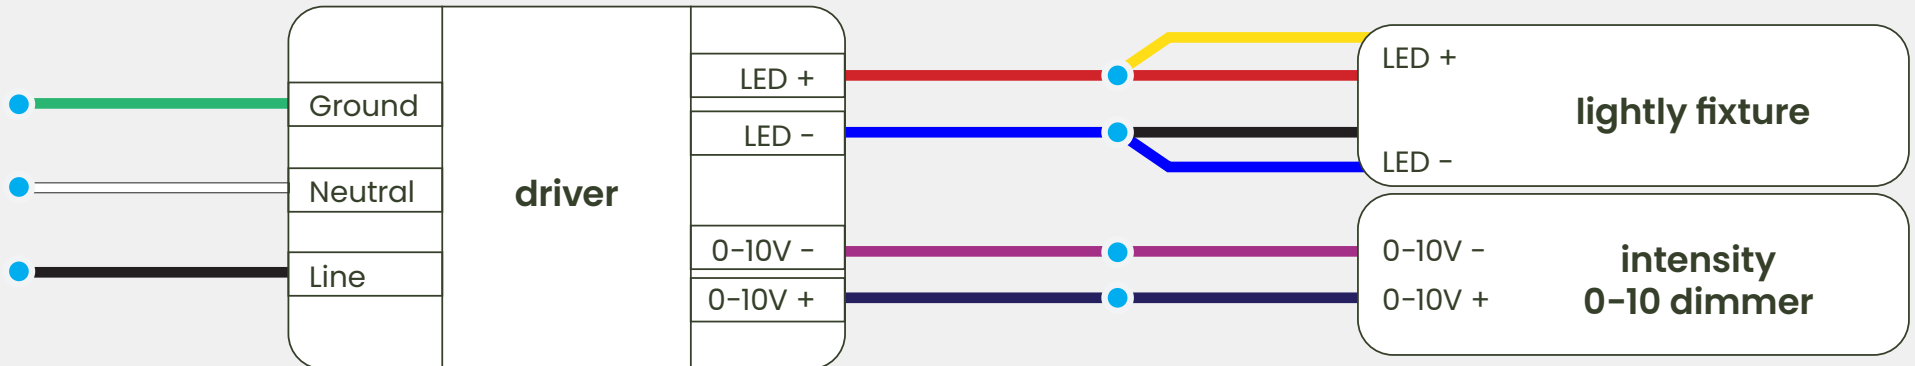 Ground
Neutral
Line
driver
LED +
LED -
0-10V -
0-10V +
LED +
LED -
lightly fixture
0-10V -
0-10V +
intensity
0-10 dimmer